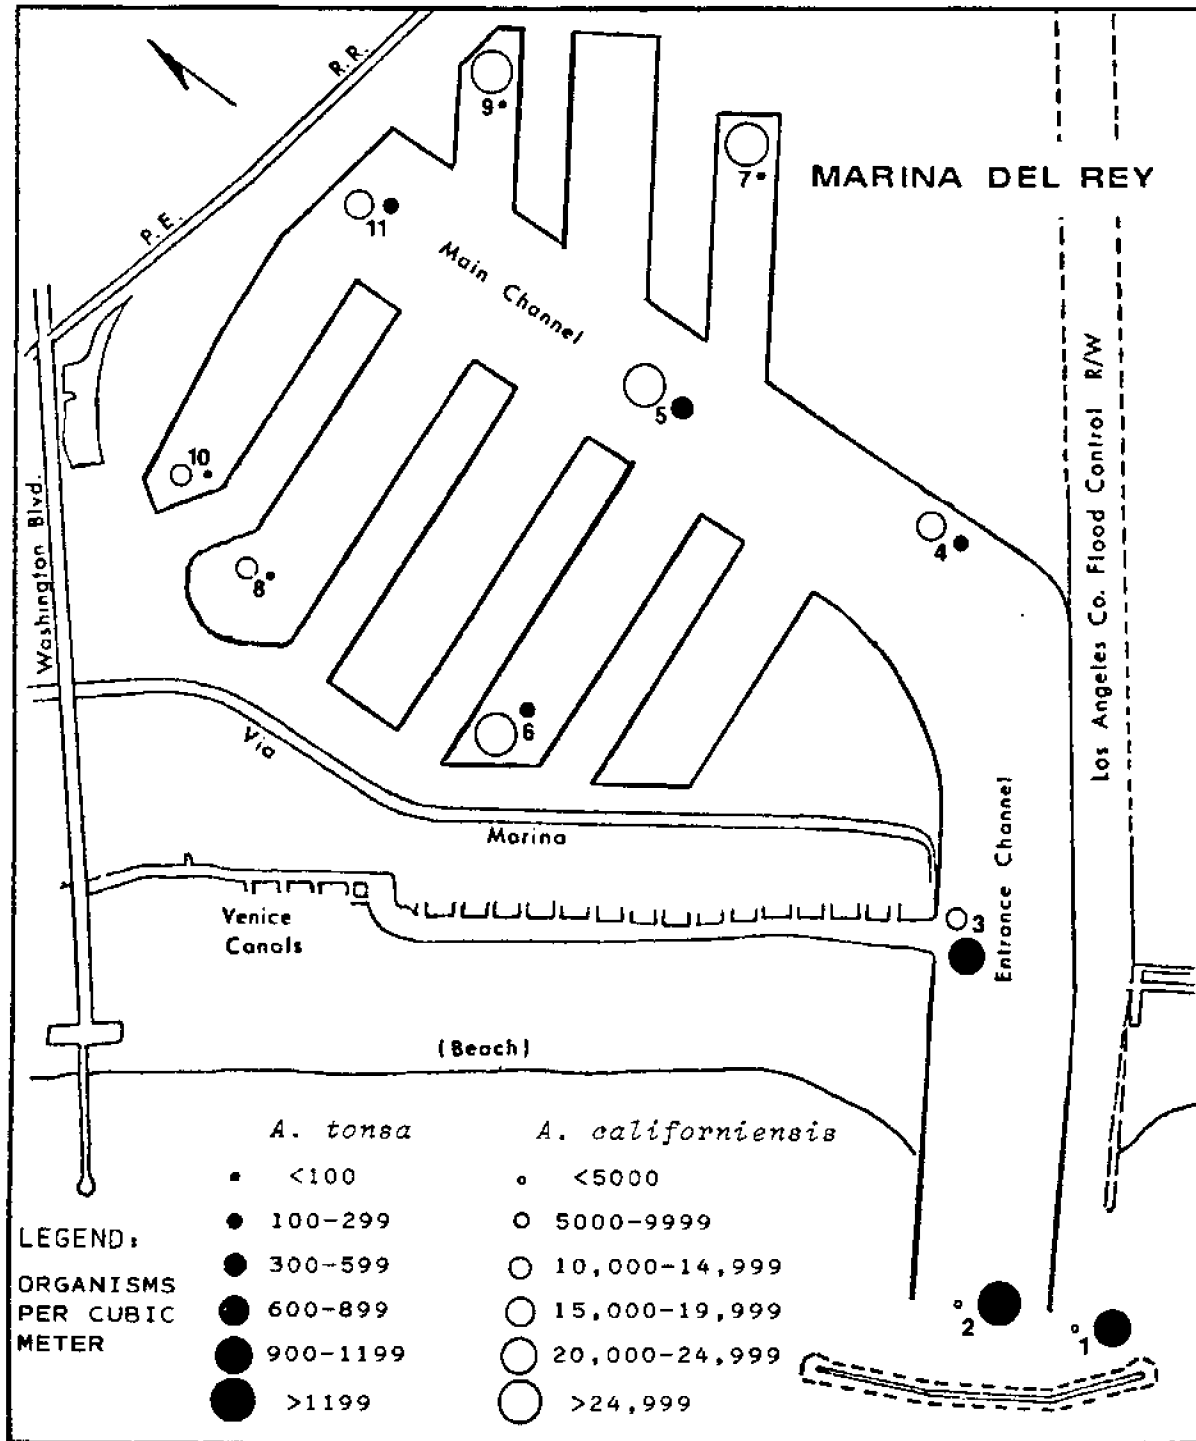 R.R.
P.E.
9
7
MARINA DEL REY
11
Main Channel
5
10
4
8
Washington Blvd.
Los Angeles Co. Flood Control R/W
6
Via
Marina
Entrance Channel
3
Venice
Canals
(Beach)
2
1
A. tonsa
A. californiensis
<100
<5000
100-299
5000-9999
LEGEND:
300-599
10,000-14,999
ORGANISMS
PER CUBIC
METER
600-899
15,000-19,999
900-1199
20,000-24,999
>1199
>24,999